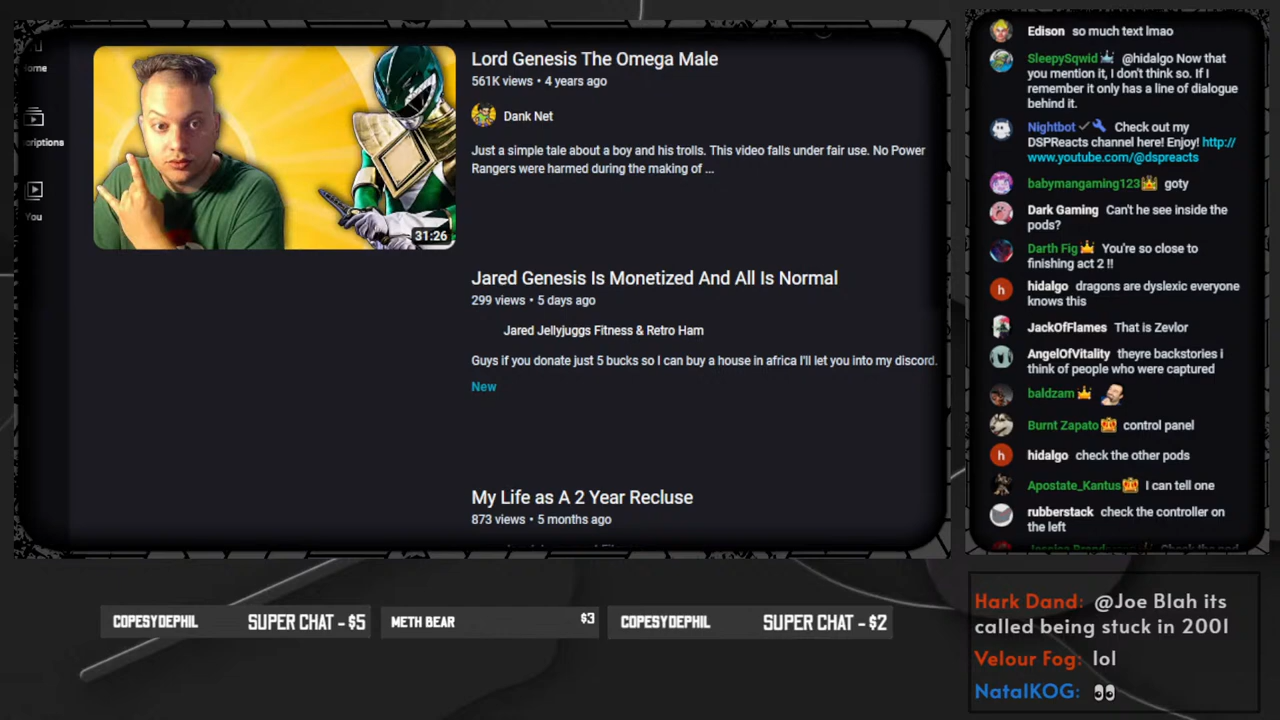 Home
criptions
You
31:26
Lord Genesis The Omega Male
561K views • 4 years ago
Dank Net
Just a simple tale about a boy and his trolls. This video falls under fair use. No Power
Rangers were harmed during the making of ...
Jared Genesis Is Monetized And All Is Normal
299 views • 5 days ago
Jared Jellyjuggs Fitness & Retro Ham
Guys if you donate just 5 bucks so I can buy a house in africa I'll let you into my discord.
New
My Life as A 2 Year Recluse
873 views • 5 months ago
Edison so much text lmao
SleepySqwid @hidalgo Now that
you mention it, I don't think so. If I
remember it only has a line of dialogue
behind it.
Nightbot Check out my
DSPReacts channel here! Enjoy! http://
www.youtube.com/@dspreacts
babymangaming123 goty
Dark Gaming Can't he see inside the
pods?
Darth Fig You're so close to
finishing act 2 !!
h
hidalgo dragons are dyslexic everyone
knows this
JackOfFlames That is Zevlor
AngelOfVitality theyre backstories i
think of people who were captured
baldzam
Burnt Zapato control panel
h
hidalgo check the other pods
Apostate_Kantus I can tell one
rubberstack check the controller on
the left
COPESYDEPHIL SUPER CHAT - $5
METH BEAR $3
COPESYDEPHIL SUPER CHAT - $2
Hark Dand: @Joe Blah its
called being stuck in 2001
Velour Fog: lol
NatalKOG: 👀